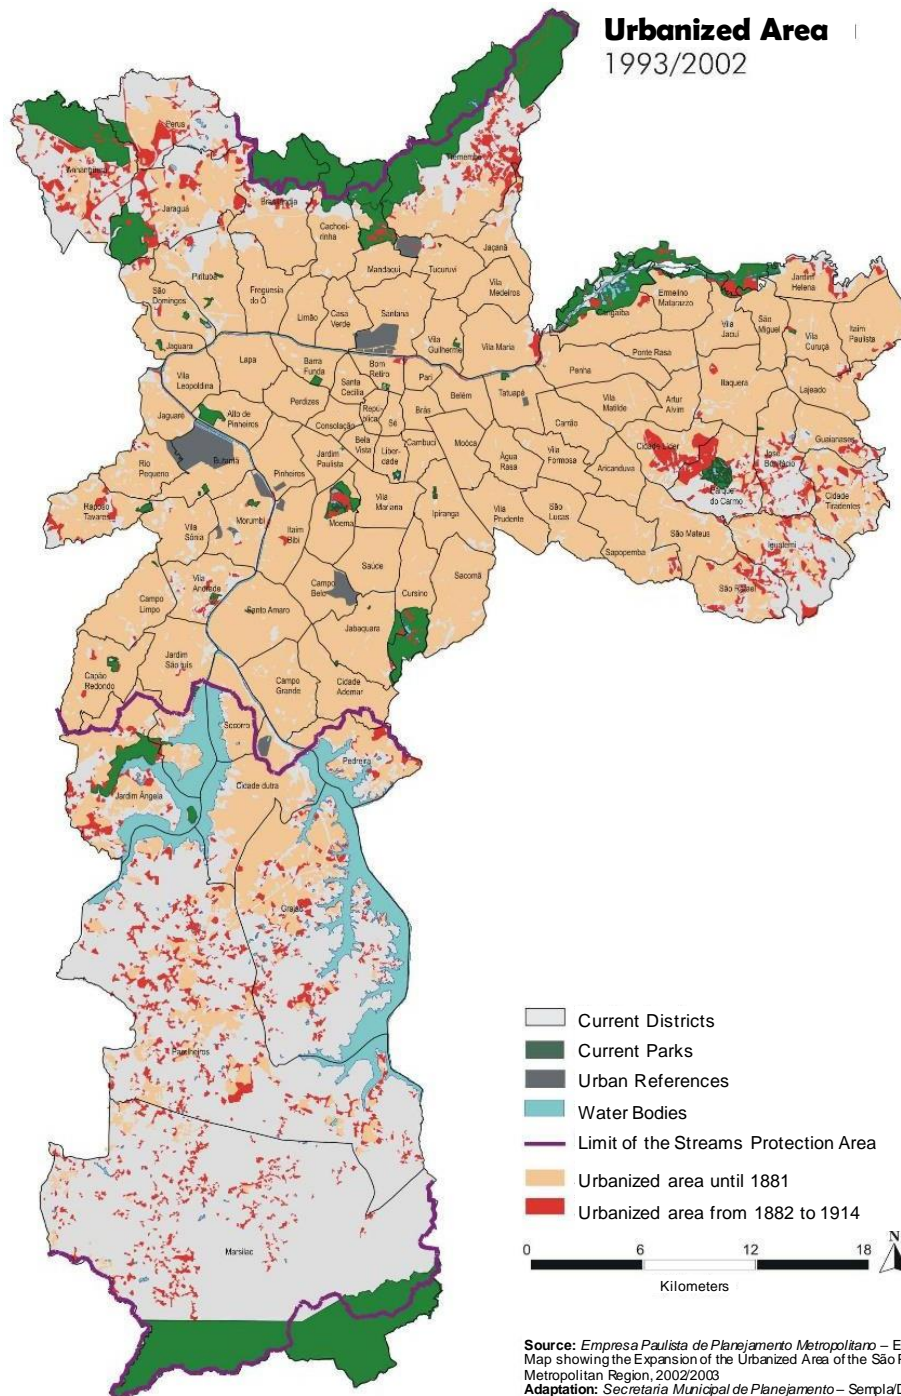 Urbanized Area
1993/2002
Perus
Anhanguera
Tremembé
Jaraguá
Brasilândia
Cachoei-
rinha
Jaçanã
Mandaqui
Tucuruvi
Pirituba
São
Domingos
Freguesia
do Ó
Vila
Medeiros
Jardim
Helena
Ermelino
Matarazzo
Cangaíba
Limão
Casa
Verde
Santana
Vila
Jacuí
São
Miguel
Vila
Curuçá
Itaim
Paulista
Jaguara
Lapa
Barra
Funda
Bom
Retiro
Vila
Guilherme
Vila Maria
Ponte Rasa
Vila
Leopoldina
Santa
Cecília
Pari
Belém
Tatuapé
Penha
Itaquera
Lajeado
Perdizes
Jaguaré
Alto de
Pinheiros
Consolação
Repú-
blica
Sé
Brás
Vila
Matilde
Artur
Alvim
Carrão
Cidade Líder
José
Bonifácio
Guaianases
Butantã
Rio
Pequeno
Pinheiros
Jardim
Paulista
Bela
Vista
Liber-
dade
Cambuci
Moóca
Água
Rasa
Vila
Formosa
Aricanduva
Parque
do Carmo
Cidade
Tiradentes
Raposo
Tavares
Vila
Sônia
Morumbi
Itaim
Bibi
Moema
Vila
Mariana
Ipiranga
Vila
Prudente
São
Lucas
São Mateus
Iguatemi
Sapopemba
São Rafael
Vila
Andrade
Campo
Limpo
Santo Amaro
Campo
Belo
Saúde
Cursino
Sacomã
Jabaquara
Capão
Redondo
Jardim
São luís
Campo
Grande
Cidade
Ademar
Socorro
Pedreira
Jardim Ângela
Cidade dutra
Grajaú
Parelheiros
Marsilac
Current Districts
Current Parks
Urban References
Water Bodies
Limit of the Streams Protection Area
Urbanized area until 1881
Urbanized area from 1882 to 1914
0 6 12 18
N
Kilometers
Source: Empresa Paulista de Planejamento Metropolitano – E
Map showing the Expansion of the Urbanized Area of the São P
Metropolitan Region, 2002/2003
Adaptation: Secretaria Municipal de Planejamento – Sempla/D